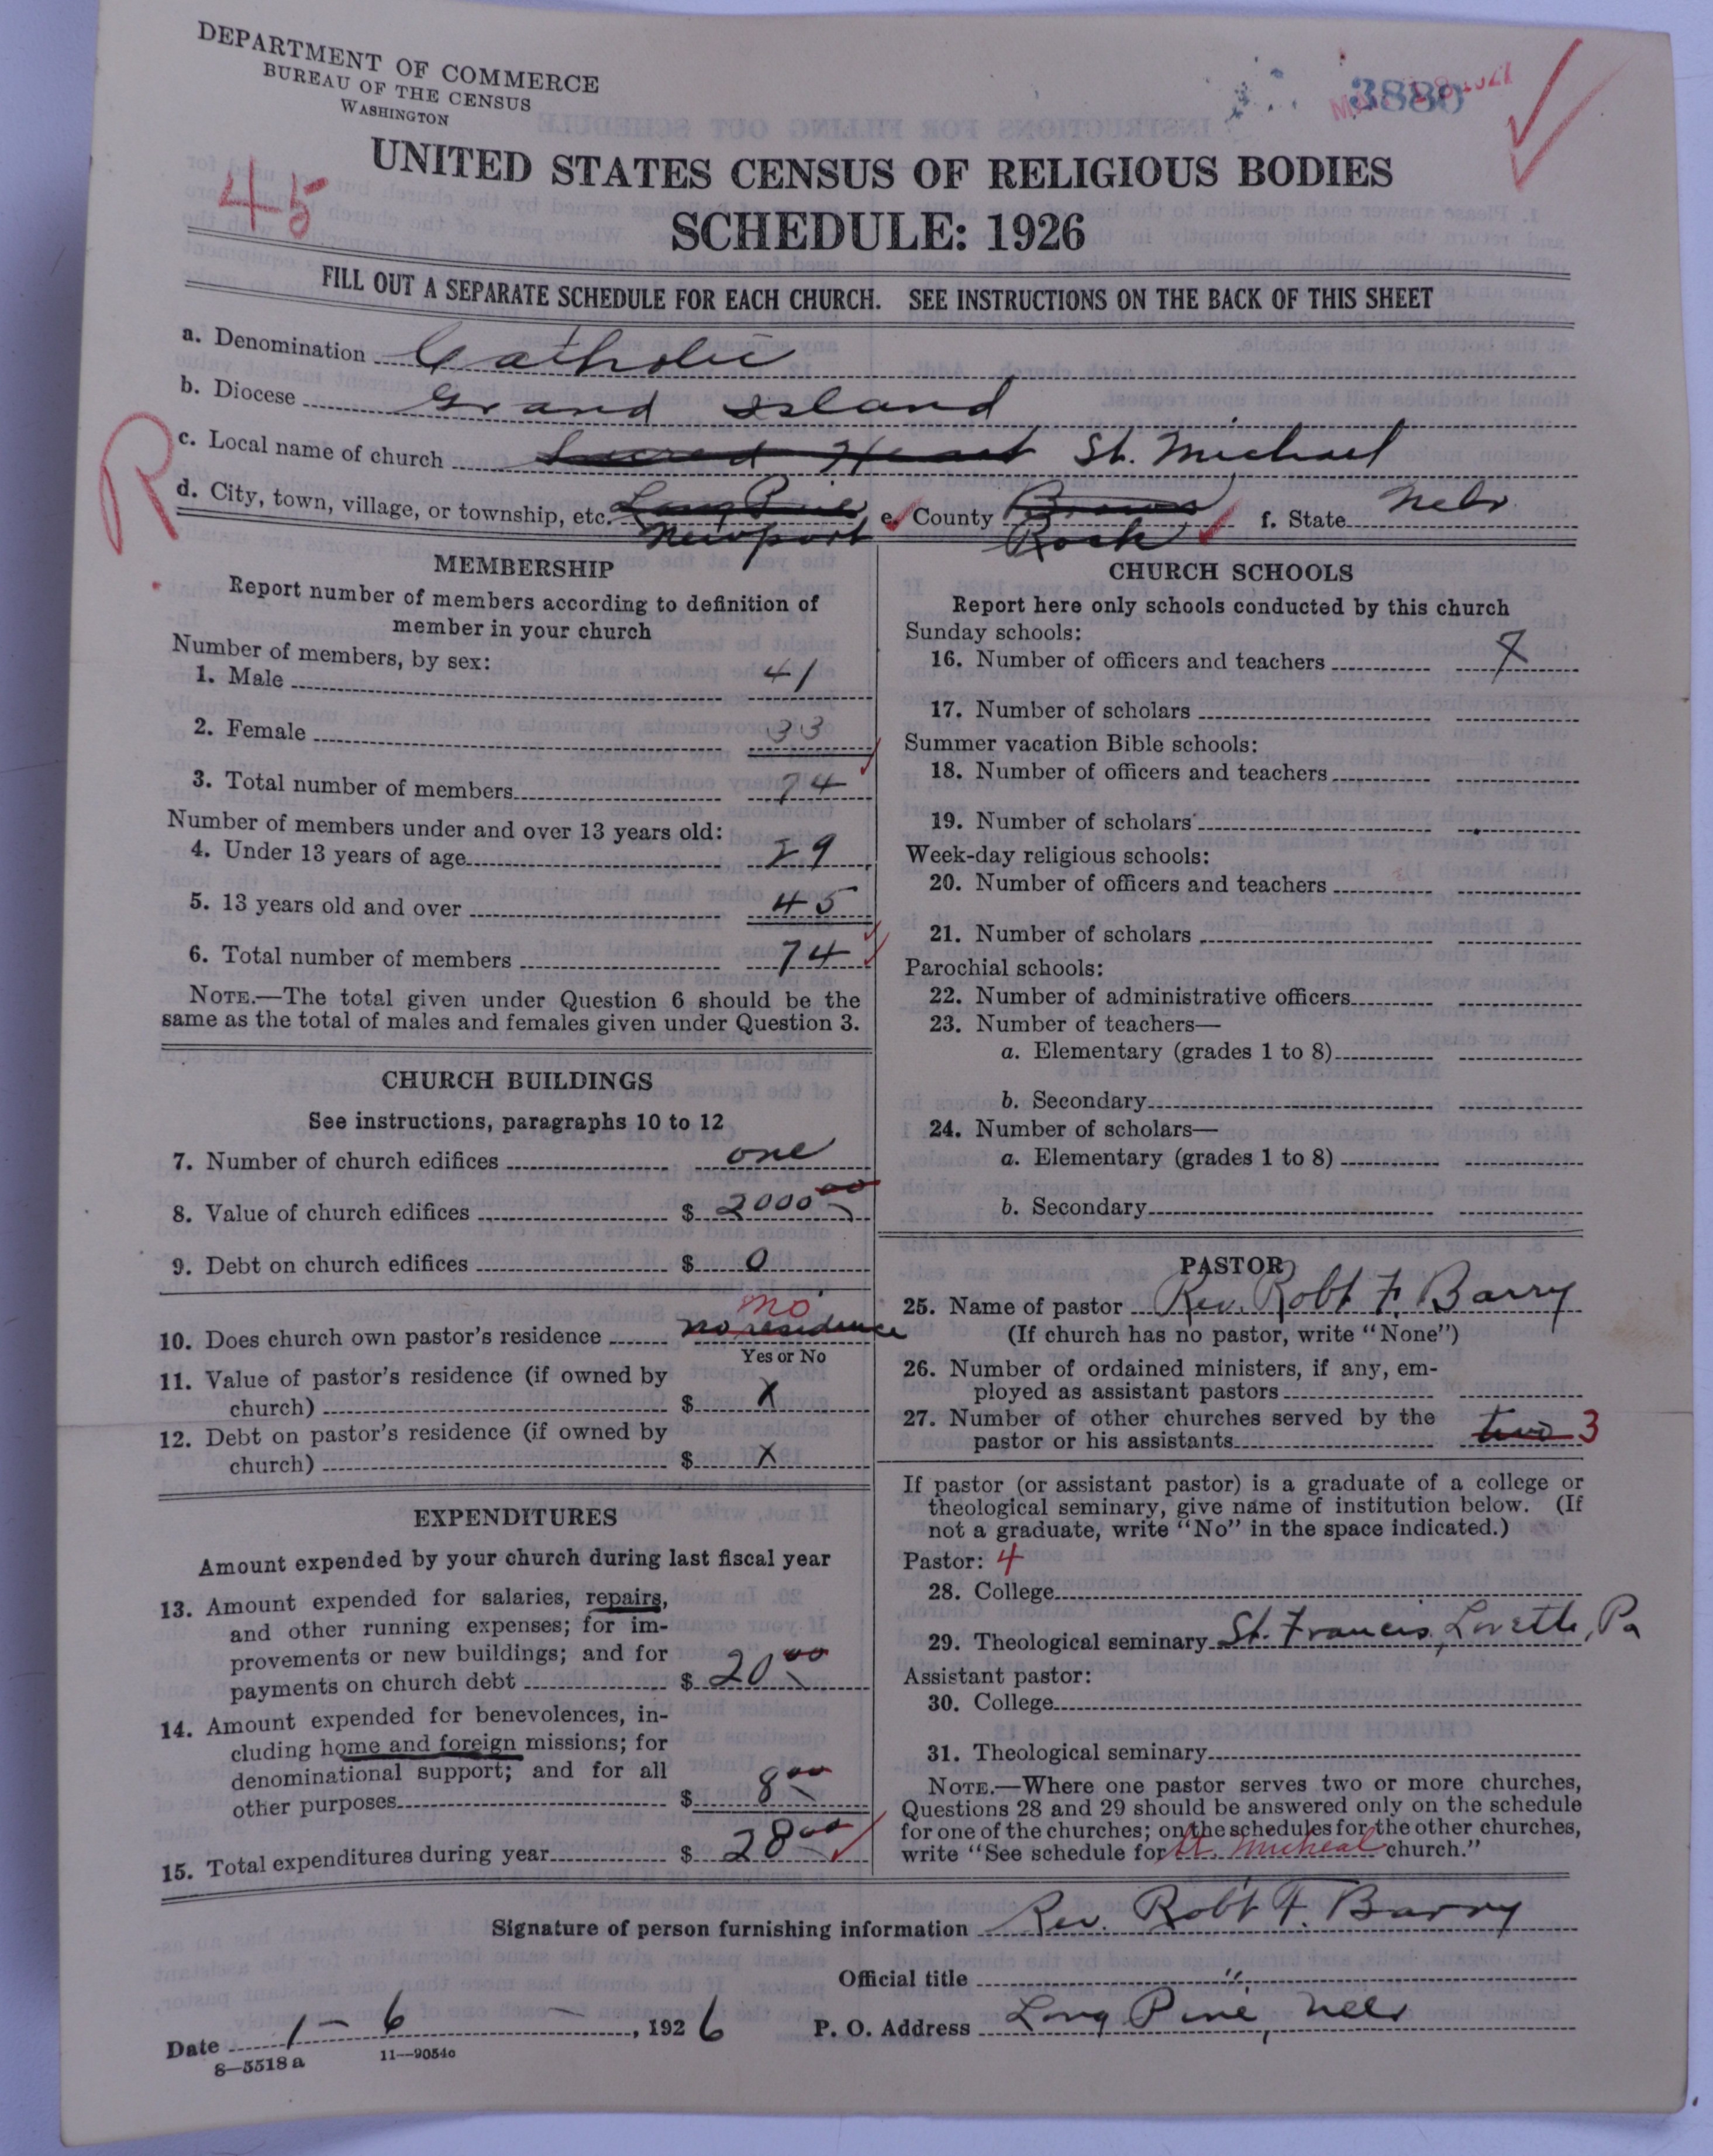 DEPARTMENT OF COMMERCE
BUREAU OF THE CENSUS
WASHINGTON
3880
45
UNITED STATES CENSUS OF RELIGIOUS BODIES
SCHEDULE: 1926
FILL OUT A SEPARATE SCHEDULE FOR EACH CHURCH. SEE INSTRUCTIONS ON THE BACK OF THIS SHEET
a. Denomination Catholic
b. Diocese Grand Island
R
c. Local name of church Sacred Heart St. Michael
d. City, town, village, or township, etc. Long Pine Newport e. County Brown Rock f. State Nebr
MEMBERSHIP
Report number of members according to definition of
member in your church
Number of members, by sex:
1. Male 41
2. Female 33
3. Total number of members 74
Number of members under and over 13 years old:
4. Under 13 years of age 29
5. 13 years old and over 45
6. Total number of members 74
NOTE.—The total given under Question 6 should be the
same as the total of males and females given under Question 3.
CHURCH BUILDINGS
See instructions, paragraphs 10 to 12
7. Number of church edifices one
8. Value of church edifices $ 2000 00
9. Debt on church edifices $ 0
no
10. Does church own pastor's residence no residence
Yes or No
11. Value of pastor's residence (if owned by
church) $ X
12. Debt on pastor's residence (if owned by
church) $ X
EXPENDITURES
Amount expended by your church during last fiscal year
13. Amount expended for salaries, repairs,
and other running expenses; for im-
provements or new buildings; and for
payments on church debt $ 20 00
14. Amount expended for benevolences, in-
cluding home and foreign missions; for
denominational support; and for all
other purposes $ 8 00
15. Total expenditures during year $ 28 00
CHURCH SCHOOLS
Report here only schools conducted by this church
Sunday schools:
16. Number of officers and teachers X
17. Number of scholars
Summer vacation Bible schools:
18. Number of officers and teachers
19. Number of scholars
Week-day religious schools:
20. Number of officers and teachers
21. Number of scholars
Parochial schools:
22. Number of administrative officers
23. Number of teachers—
a. Elementary (grades 1 to 8)
b. Secondary
24. Number of scholars—
a. Elementary (grades 1 to 8)
b. Secondary
PASTOR
25. Name of pastor Rev. Robt F. Barry
(If church has no pastor, write "None")
26. Number of ordained ministers, if any, em-
ployed as assistant pastors
27. Number of other churches served by the
pastor or his assistants two 3
If pastor (or assistant pastor) is a graduate of a college or
theological seminary, give name of institution below. (If
not a graduate, write "No" in the space indicated.)
Pastor: 4
28. College
29. Theological seminary St. Francis, Lorette, Pa
Assistant pastor:
30. College
31. Theological seminary
NOTE.—Where one pastor serves two or more churches,
Questions 28 and 29 should be answered only on the schedule
for one of the churches; on the schedules for the other churches,
write "See schedule for St. Micheal church."
Signature of person furnishing information Rev. Robt F. Barry
Official title "
Date 1-6-, 1926 P. O. Address Long Pine, Nebr
8-5518a 11-9054c